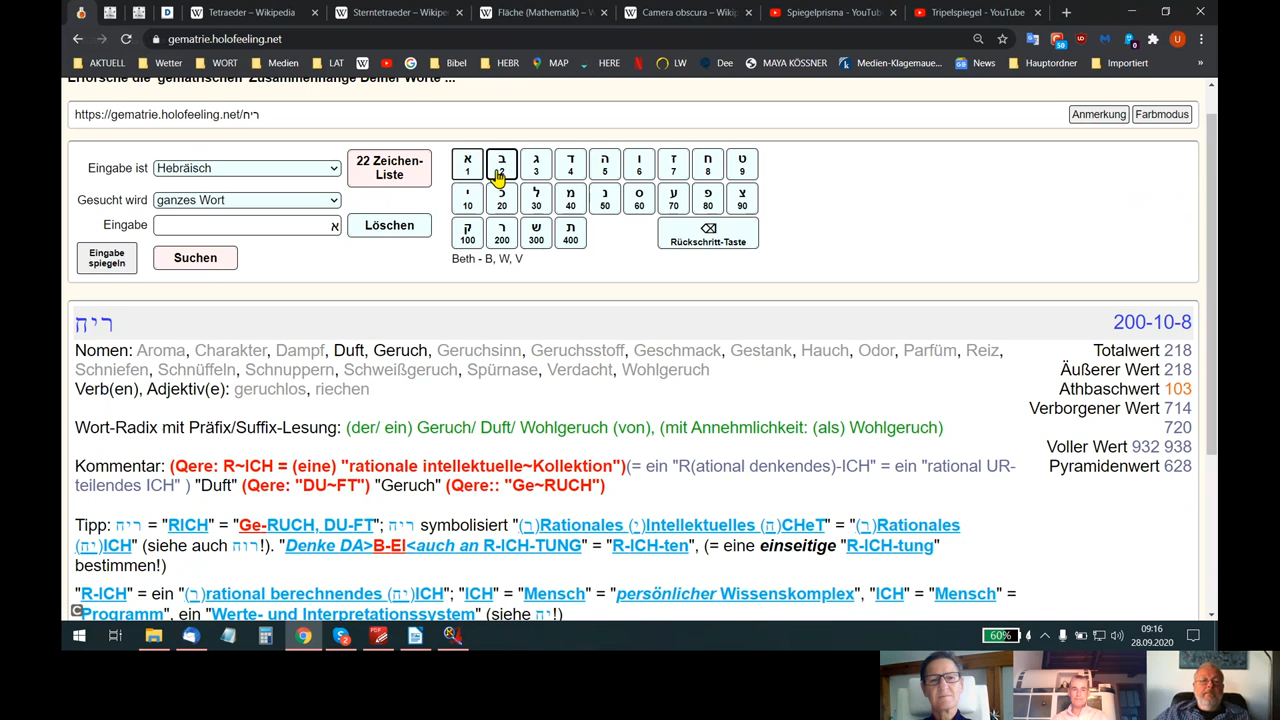 Tetraeder – Wikipedia
Sterntetraeder – Wikipe
Fläche (Mathematik) –
Camera obscura – Wikipe
Spiegelprisma - YouTube
Tripelspiegel - YouTube
gematrie.holofeeling.net
AKTUELL Wetter WORT Medien LAT Bibel HEBR MAP HERE LW Dee MAYA KÖSSNER Medien-Klagemaue... News Hauptordner Importiert
Erforsche die 'gematrischen' Zusammenhänge Deiner Worte ...
https://gematrie.holofeeling.net/ריח
Anmerkung Farbmodus
Eingabe ist Hebräisch
22 Zeichen-Liste
Gesucht wird ganzes Wort
Eingabe א
Löschen
Eingabe spiegeln
Suchen
א ב ג ד ה ו ז ח ט
1 2 3 4 5 6 7 8 9
י כ ל מ נ ס ע פ צ
10 20 30 40 50 60 70 80 90
ק ר ש ת
100 200 300 400
Rückschritt-Taste
Beth - B, W, V
ריח
200-10-8
Nomen: Aroma, Charakter, Dampf, Duft, Geruch, Geruchsinn, Geruchsstoff, Geschmack, Gestank, Hauch, Odor, Parfüm, Reiz,
Schniefen, Schnüffeln, Schnuppern, Schweißgeruch, Spürnase, Verdacht, Wohlgeruch
Verb(en), Adjektiv(e): geruchlos, riechen
Totalwert 218
Äußerer Wert 218
Athbaschwert 103
Verborgener Wert 714
720
Voller Wert 932 938
Pyramidenwert 628
Wort-Radix mit Präfix/Suffix-Lesung: (der/ ein) Geruch/ Duft/ Wohlgeruch (von), (mit Annehmlichkeit: (als) Wohlgeruch)
Kommentar: (Qere: R~ICH = (eine) "rationale intellektuelle~Kollektion")(= ein "R(ational denkendes)-ICH" = ein "rational UR-
teilendes ICH" ) "Duft" (Qere: "DU~FT") "Geruch" (Qere:: "Ge~RUCH")
Tipp: ריח = "RICH" = "Ge-RUCH, DU-FT"; ריח symbolisiert "(ר)Rationales (י)Intellektuelles (ח)CHeT" = "(ר)Rationales
(יח)ICH" (siehe auch רוח!). "Denke DA>B-EI<auch an R-ICH-TUNG" = "R-ICH-ten", (= eine einseitige "R-ICH-tung"
bestimmen!)
"R-ICH" = ein "(ר)rational berechnendes (יח)ICH"; "ICH" = "Mensch" = "persönlicher Wissenskomplex", "ICH" = "Mensch" =
"Programm", ein "Werte- und Interpretationssystem" (siehe יח!)
60%
09:16
28.09.2020